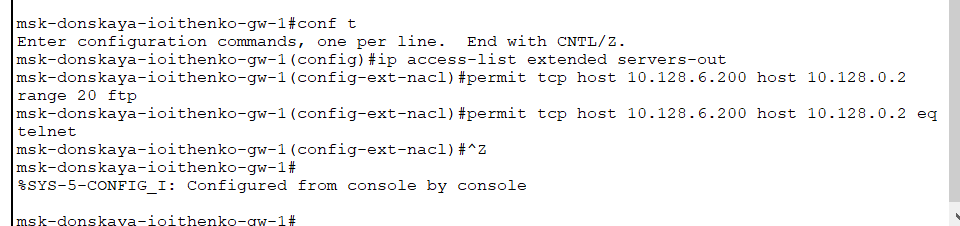 msk-donskaya-ioithenko-gw-1#conf t
Enter configuration commands, one per line.  End with CNTL/Z.
msk-donskaya-ioithenko-gw-1(config)#ip access-list extended servers-out
msk-donskaya-ioithenko-gw-1(config-ext-nacl)#permit tcp host 10.128.6.200 host 10.128.0.2
range 20 ftp
msk-donskaya-ioithenko-gw-1(config-ext-nacl)#permit tcp host 10.128.6.200 host 10.128.0.2 eq
telnet
msk-donskaya-ioithenko-gw-1(config-ext-nacl)#^Z
msk-donskaya-ioithenko-gw-1#
%SYS-5-CONFIG_I: Configured from console by console
msk-donskaya-ioithenko-gw-1#